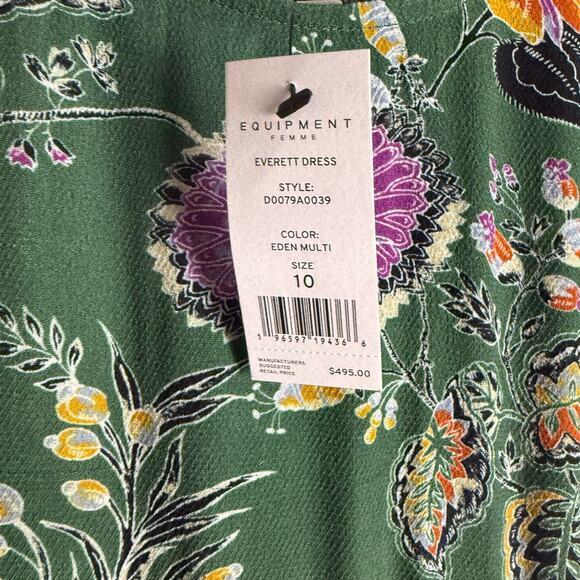 EQUIPMENT
FEMME
EVERETT DRESS
STYLE:
D0079A0039
COLOR:
EDEN MULTI
SIZE
10
1 96597 19436 6
MANUFACTURERS
SUGGESTED
RETAIL PRICE
$495.00